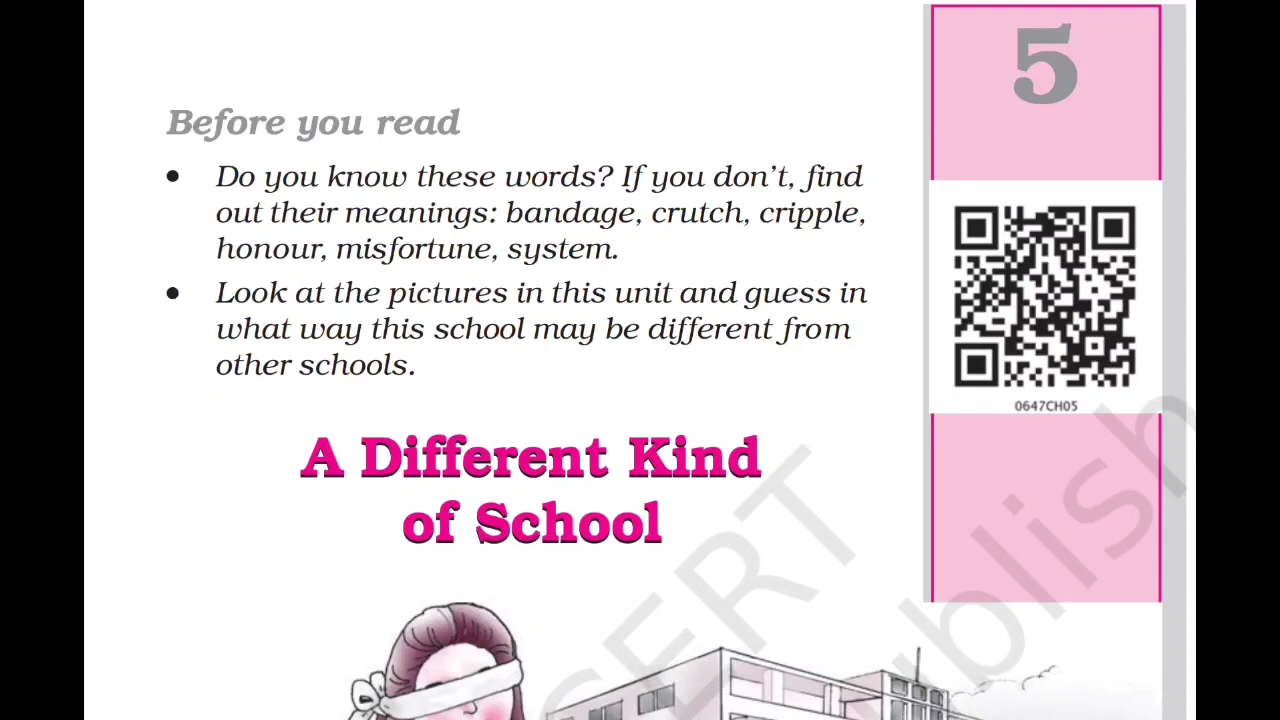 5
Before you read
• Do you know these words? If you don't, find
out their meanings: bandage, crutch, cripple,
honour, misfortune, system.
• Look at the pictures in this unit and guess in
what way this school may be different from
other schools.
0647CH05
A Different Kind
of School